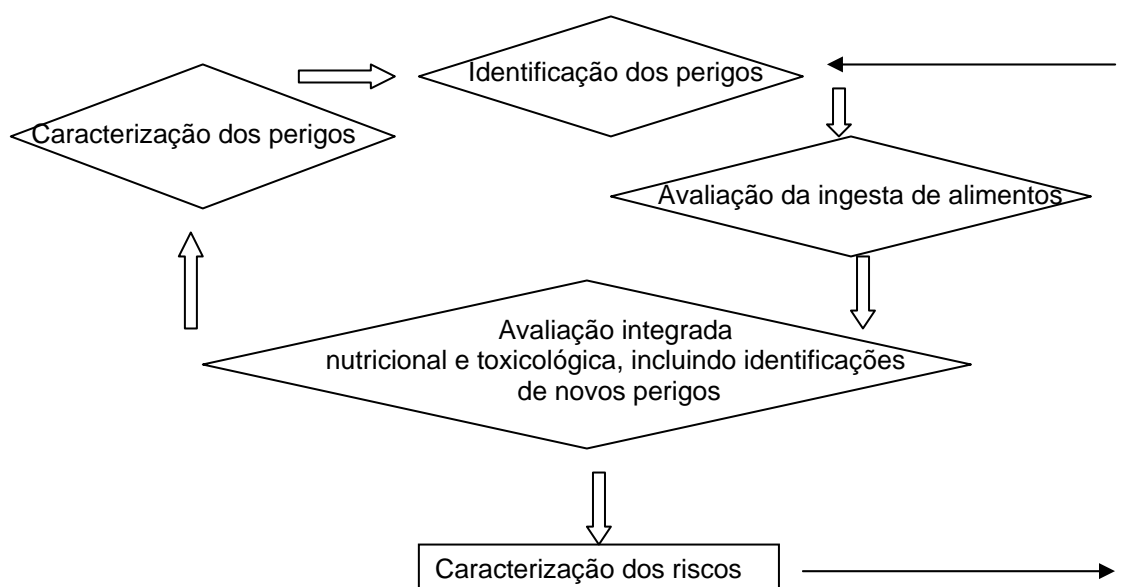 Identificação dos perigos
Caracterização dos perigos
Avaliação da ingesta de alimentos
Avaliação integrada
nutricional e toxicológica, incluindo identificações
de novos perigos
Caracterização dos riscos